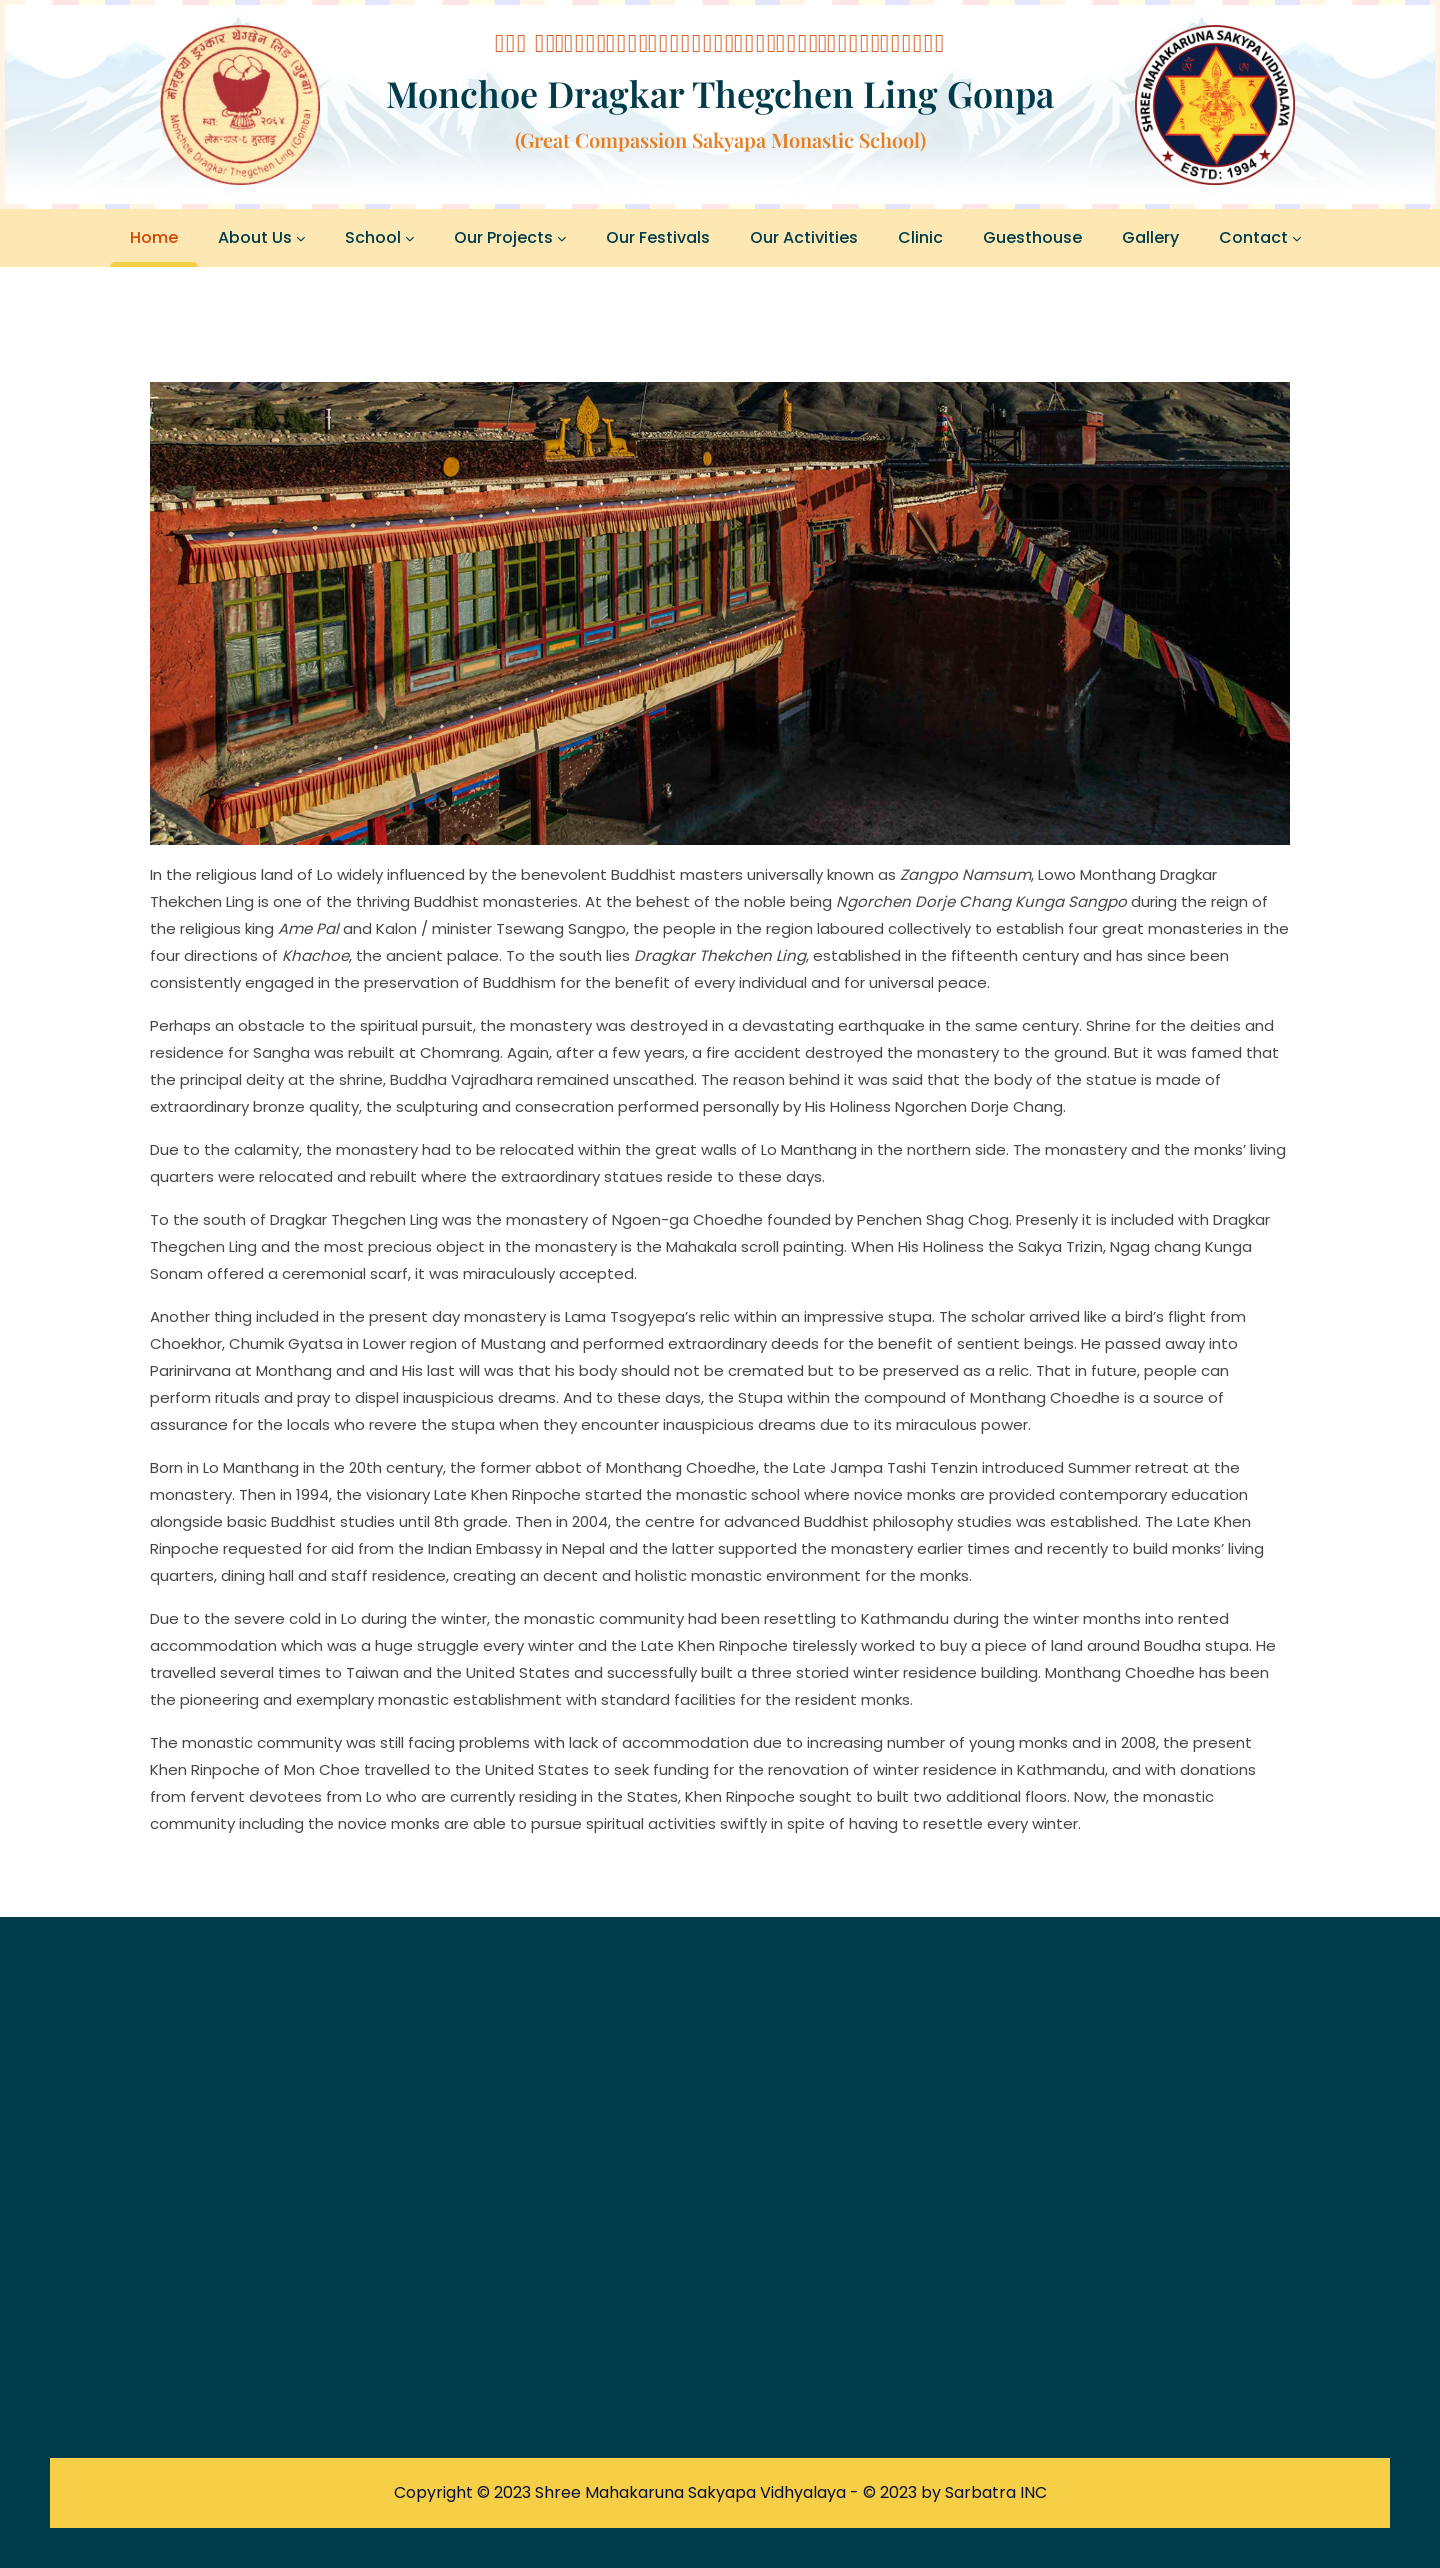 Monchoe Dragkar Thegchen Ling Gonpa
(Great Compassion Sakyapa Monastic School)
मोनछ्यो ड्रगकार थेग्छेन लिङ (गुम्बा)
स्था: २०६४
लोमन्थाङ-८ मुस्ताङ
Monchoe Dragkar Thegchen Ling (Gomba)
SHREE MAHAKARUNA SAKYPA VIDHYALAYA
ESTD: 1994
Home About Us School Our Projects Our Festivals Our Activities Clinic Guesthouse Gallery Contact
In the religious land of Lo widely influenced by the benevolent Buddhist masters universally known as Zangpo Namsum, Lowo Monthang Dragkar
Thekchen Ling is one of the thriving Buddhist monasteries. At the behest of the noble being Ngorchen Dorje Chang Kunga Sangpo during the reign of
the religious king Ame Pal and Kalon / minister Tsewang Sangpo, the people in the region laboured collectively to establish four great monasteries in the
four directions of Khachoe, the ancient palace. To the south lies Dragkar Thekchen Ling, established in the fifteenth century and has since been
consistently engaged in the preservation of Buddhism for the benefit of every individual and for universal peace.
Perhaps an obstacle to the spiritual pursuit, the monastery was destroyed in a devastating earthquake in the same century. Shrine for the deities and
residence for Sangha was rebuilt at Chomrang. Again, after a few years, a fire accident destroyed the monastery to the ground. But it was famed that
the principal deity at the shrine, Buddha Vajradhara remained unscathed. The reason behind it was said that the body of the statue is made of
extraordinary bronze quality, the sculpturing and consecration performed personally by His Holiness Ngorchen Dorje Chang.
Due to the calamity, the monastery had to be relocated within the great walls of Lo Manthang in the northern side. The monastery and the monks’ living
quarters were relocated and rebuilt where the extraordinary statues reside to these days.
To the south of Dragkar Thegchen Ling was the monastery of Ngoen-ga Choedhe founded by Penchen Shag Chog. Presenly it is included with Dragkar
Thegchen Ling and the most precious object in the monastery is the Mahakala scroll painting. When His Holiness the Sakya Trizin, Ngag chang Kunga
Sonam offered a ceremonial scarf, it was miraculously accepted.
Another thing included in the present day monastery is Lama Tsogyepa’s relic within an impressive stupa. The scholar arrived like a bird’s flight from
Choekhor, Chumik Gyatsa in Lower region of Mustang and performed extraordinary deeds for the benefit of sentient beings. He passed away into
Parinirvana at Monthang and and His last will was that his body should not be cremated but to be preserved as a relic. That in future, people can
perform rituals and pray to dispel inauspicious dreams. And to these days, the Stupa within the compound of Monthang Choedhe is a source of
assurance for the locals who revere the stupa when they encounter inauspicious dreams due to its miraculous power.
Born in Lo Manthang in the 20th century, the former abbot of Monthang Choedhe, the Late Jampa Tashi Tenzin introduced Summer retreat at the
monastery. Then in 1994, the visionary Late Khen Rinpoche started the monastic school where novice monks are provided contemporary education
alongside basic Buddhist studies until 8th grade. Then in 2004, the centre for advanced Buddhist philosophy studies was established. The Late Khen
Rinpoche requested for aid from the Indian Embassy in Nepal and the latter supported the monastery earlier times and recently to build monks’ living
quarters, dining hall and staff residence, creating an decent and holistic monastic environment for the monks.
Due to the severe cold in Lo during the winter, the monastic community had been resettling to Kathmandu during the winter months into rented
accommodation which was a huge struggle every winter and the Late Khen Rinpoche tirelessly worked to buy a piece of land around Boudha stupa. He
travelled several times to Taiwan and the United States and successfully built a three storied winter residence building. Monthang Choedhe has been
the pioneering and exemplary monastic establishment with standard facilities for the resident monks.
The monastic community was still facing problems with lack of accommodation due to increasing number of young monks and in 2008, the present
Khen Rinpoche of Mon Choe travelled to the United States to seek funding for the renovation of winter residence in Kathmandu, and with donations
from fervent devotees from Lo who are currently residing in the States, Khen Rinpoche sought to built two additional floors. Now, the monastic
community including the novice monks are able to pursue spiritual activities swiftly in spite of having to resettle every winter.
Copyright © 2023 Shree Mahakaruna Sakyapa Vidhyalaya - © 2023 by Sarbatra INC